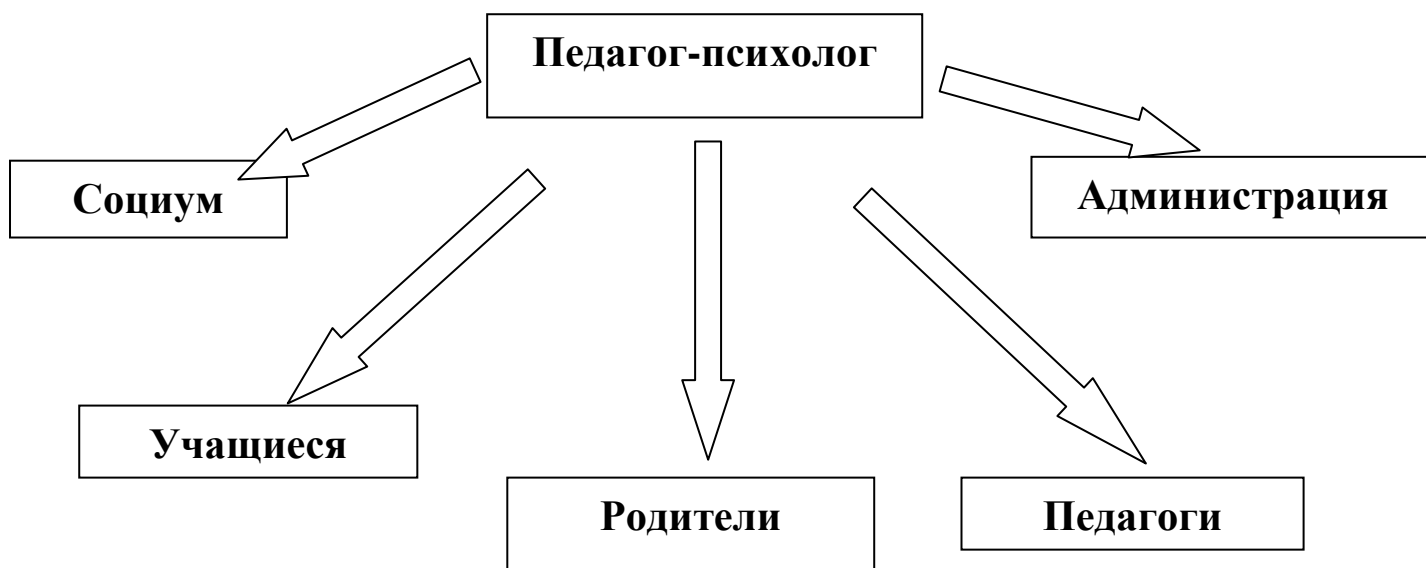 Педагог-психолог
Социум
Администрация
Учащиеся
Родители
Педагоги